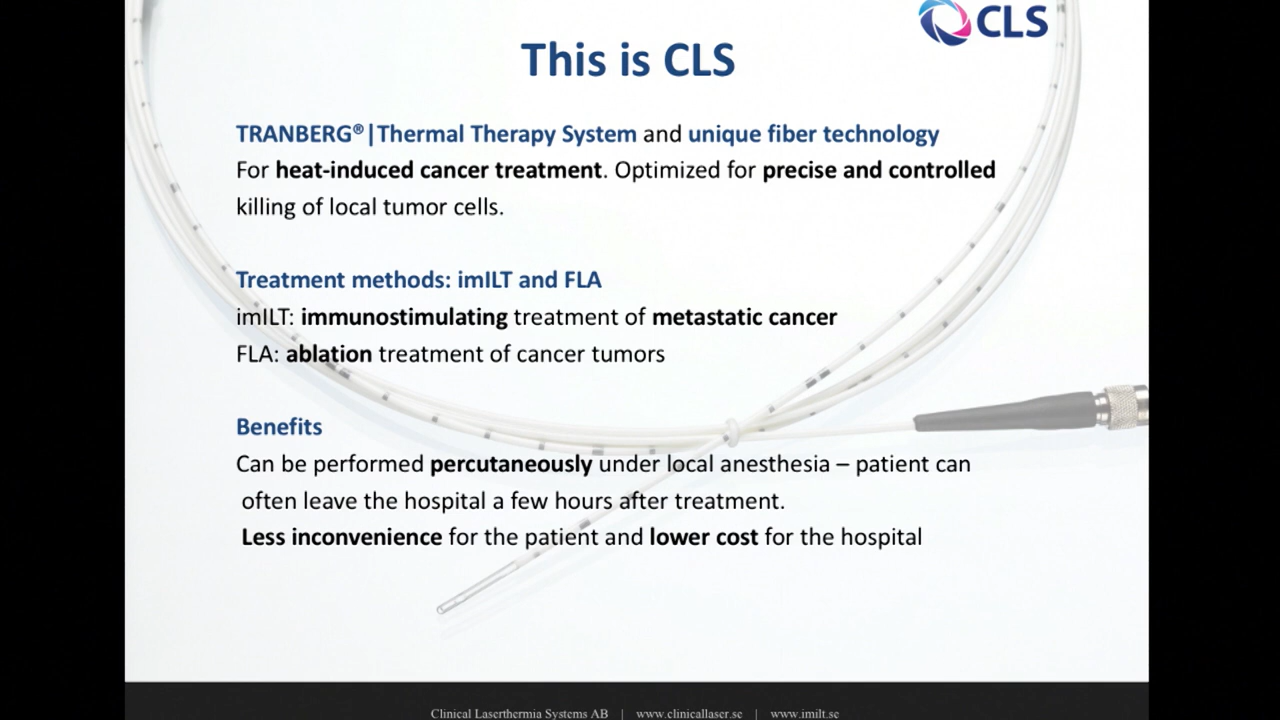 CLS
This is CLS
TRANBERG®|Thermal Therapy System and unique fiber technology
For heat-induced cancer treatment. Optimized for precise and controlled
killing of local tumor cells.
Treatment methods: imILT and FLA
imILT: immunostimulating treatment of metastatic cancer
FLA: ablation treatment of cancer tumors
Benefits
Can be performed percutaneously under local anesthesia – patient can
often leave the hospital a few hours after treatment.
Less inconvenience for the patient and lower cost for the hospital
Clinical Laserthermia Systems AB | www.clinicallaser.se | www.imilt.se